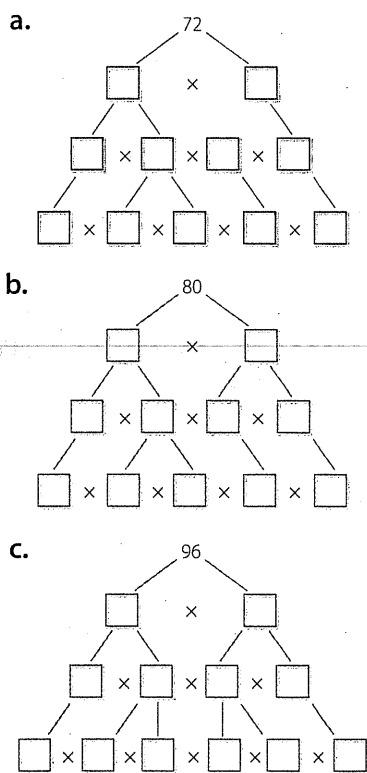 a.
72
×
× × ×
× × × ×
b.
80
×
× × ×
× × × ×
c.
96
×
× × ×
× × × × ×